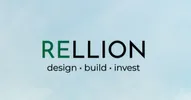 RELLION
design • build • invest